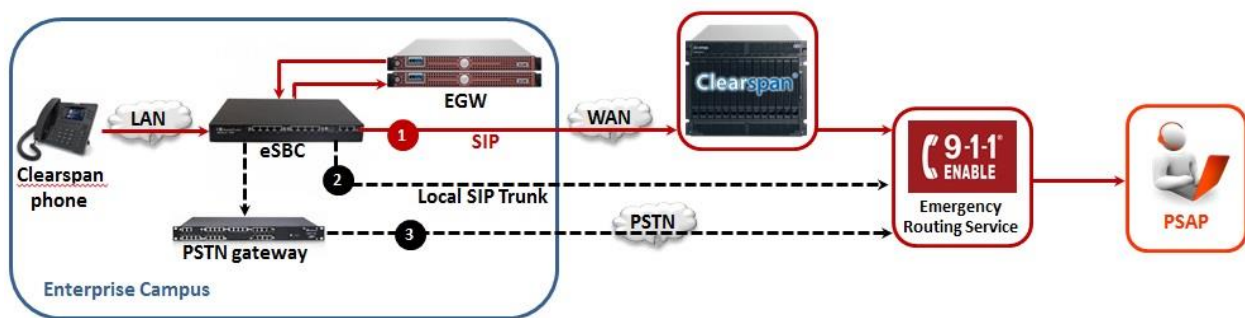 EGW
LAN
Clearspan®
WAN
1
SIP
eSBC
Clearspan
phone
2
Local SIP Trunk
9-1-1®
ENABLE
Emergency
Routing Service
PSAP
PSTN
3
PSTN gateway
Enterprise Campus